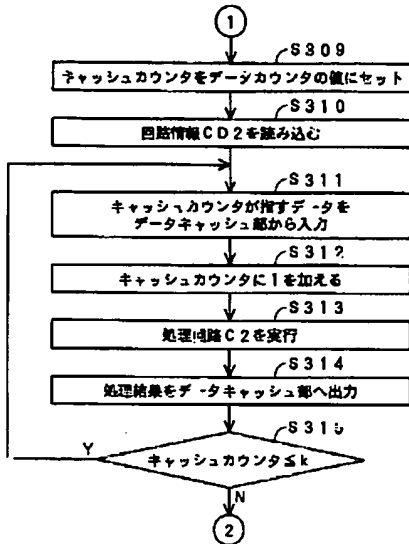 1
S309
キャッシュカウンタをデータカウンタの値にセット
S310
回路情報CD2を読み込む
S311
キャッシュカウンタが指すデータを
データキャッシュ部から入力
S312
キャッシュカウンタに1を加える
S313
処理回路C2を実行
S314
処理結果をデータキャッシュ部へ出力
S315
キャッシュカウンタ≦k
Y
N
2